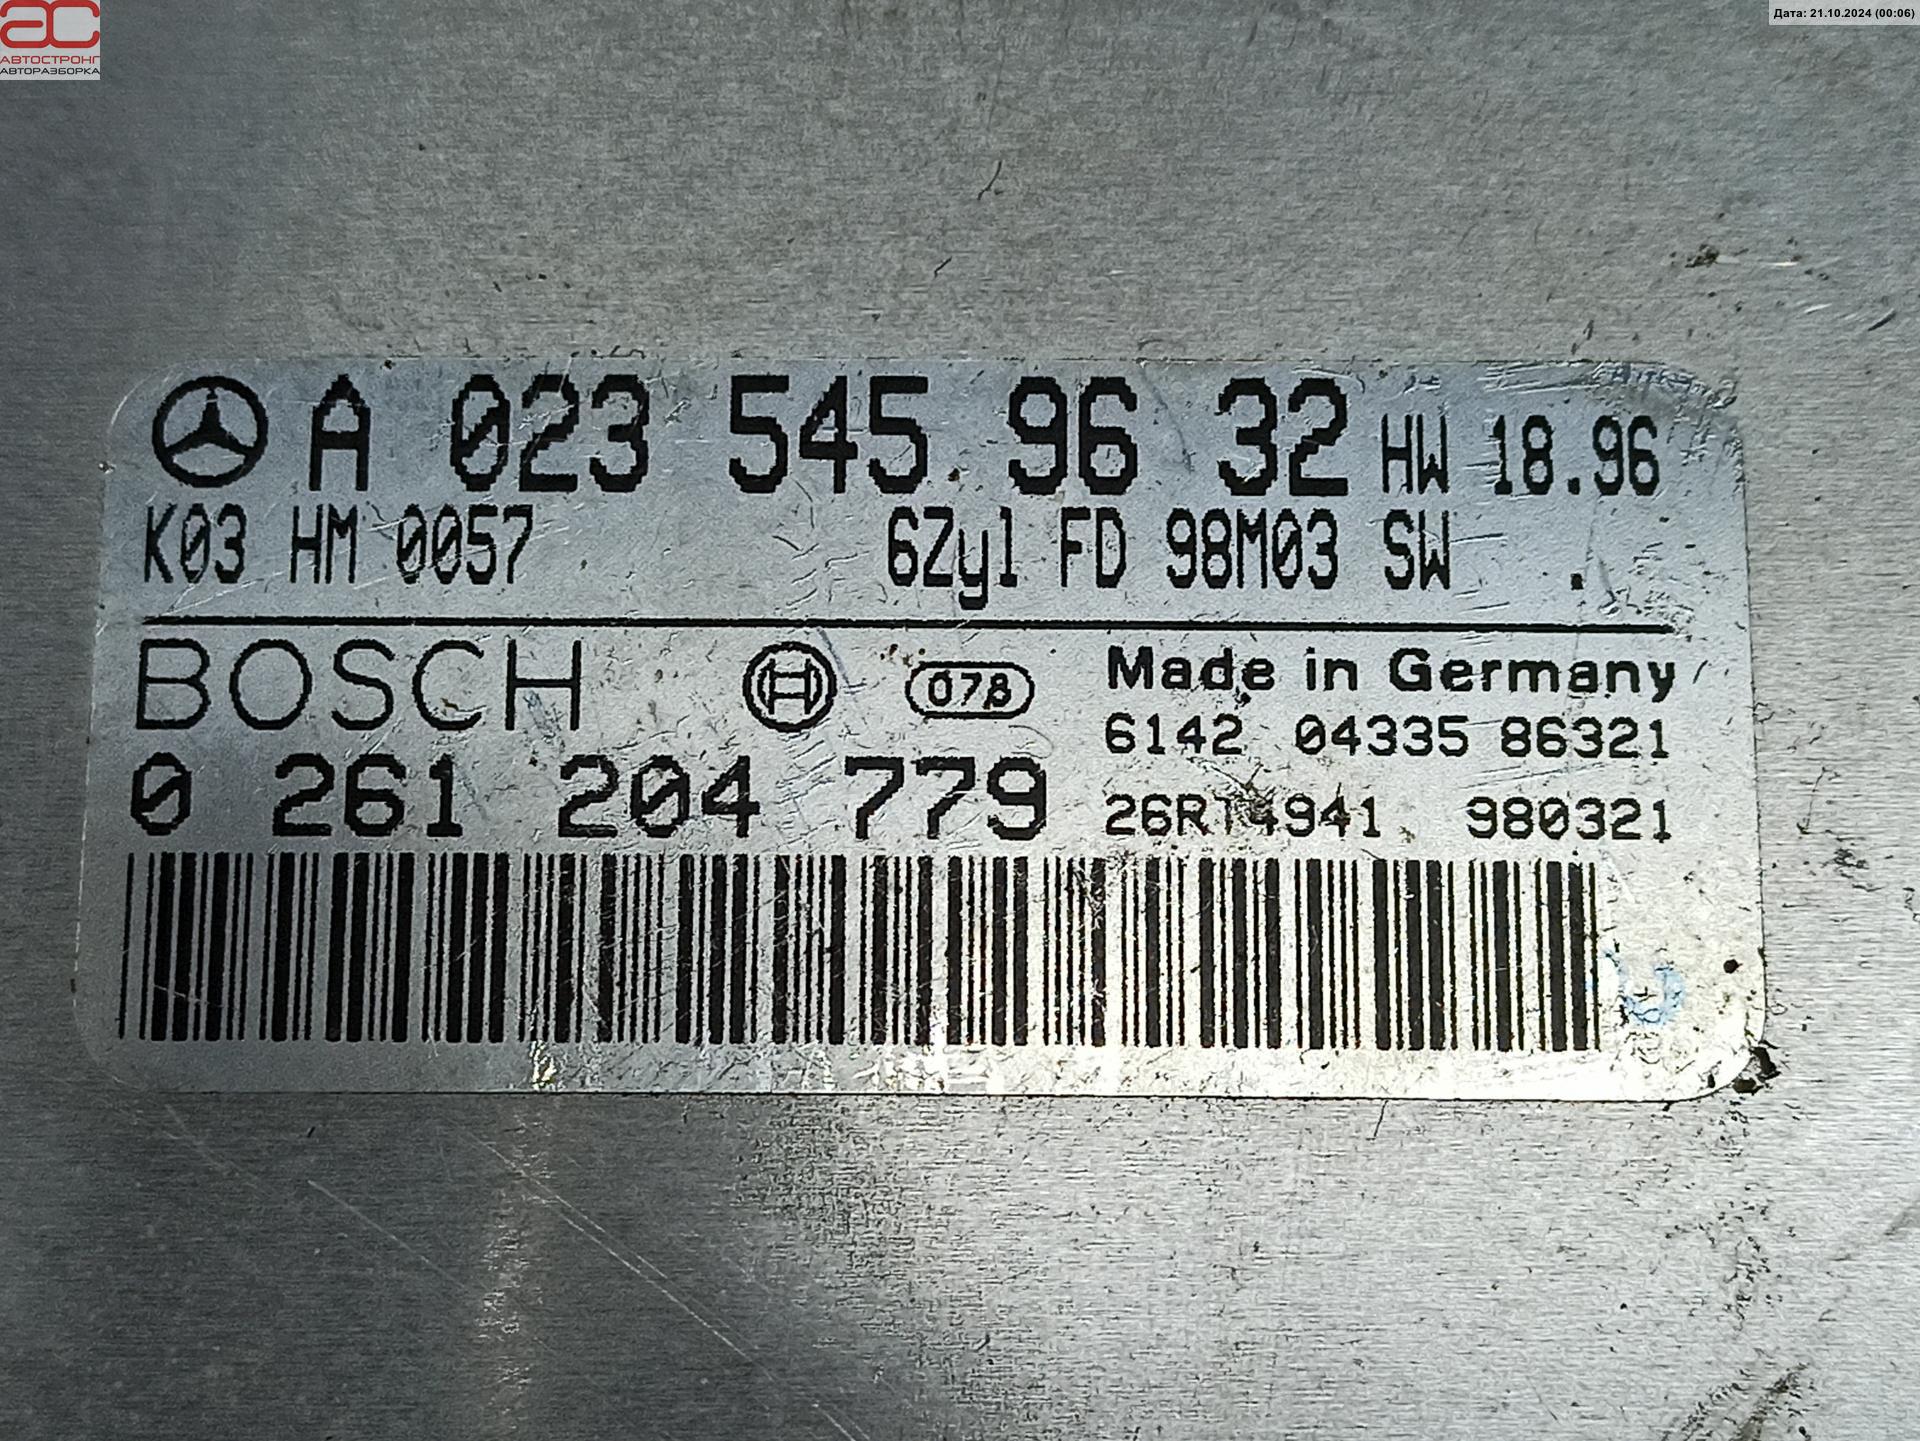 АВТОСТРОНГ
АВТОРАЗБОРКА
Дата: 21.10.2024 (00:06)
A 023 545 96 32 HW 18.96
K03 HM 0057 6Zyl FD 98M03 SW .
BOSCH 078 Made in Germany
6142 04335 86321
0 261 204 779
26RT4941 980321